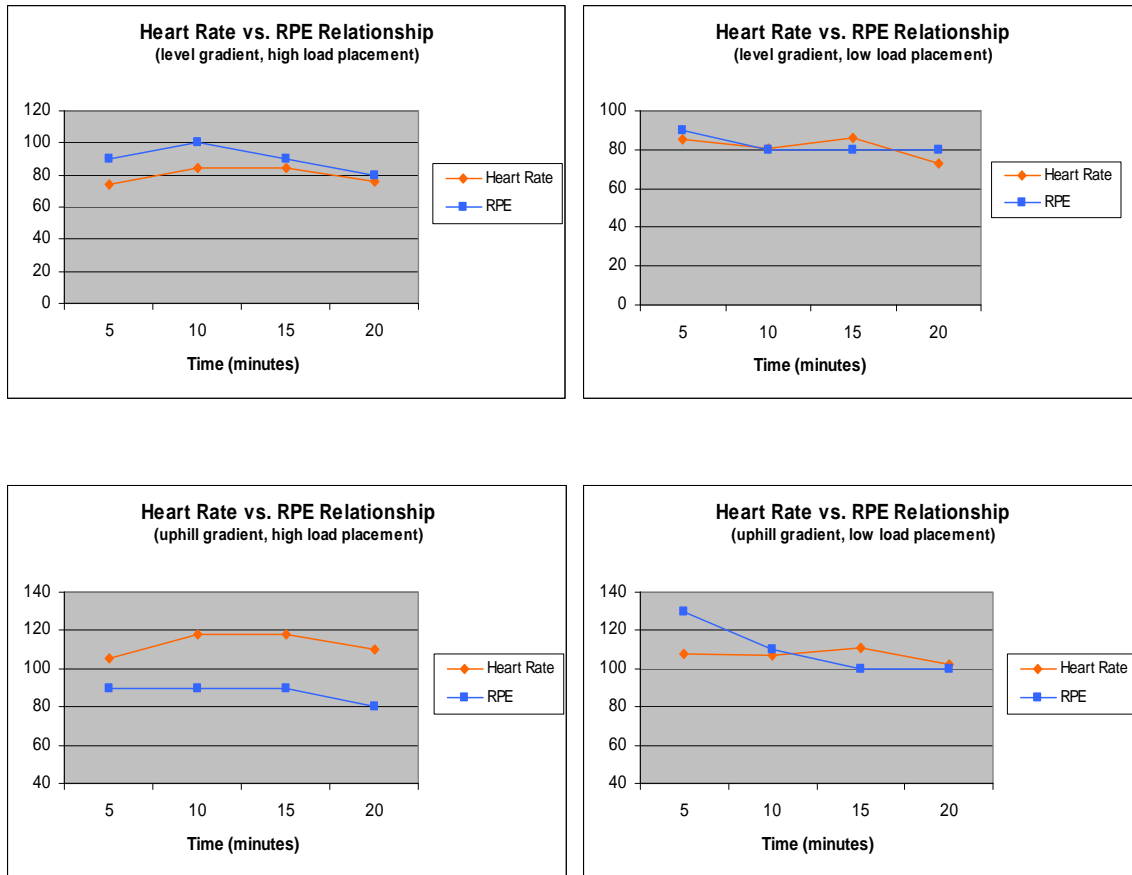 Heart Rate vs. RPE Relationship
(level gradient, high load placement)
120
100
80
60
40
20
0
5 10 15 20
Time (minutes)
Heart Rate
RPE
Heart Rate vs. RPE Relationship
(level gradient, low load placement)
100
80
60
40
20
0
5 10 15 20
Time (minutes)
Heart Rate
RPE
Heart Rate vs. RPE Relationship
(uphill gradient, high load placement)
140
120
100
80
60
40
5 10 15 20
Time (minutes)
Heart Rate
RPE
Heart Rate vs. RPE Relationship
(uphill gradient, low load placement)
140
120
100
80
60
40
5 10 15 20
Time (minutes)
Heart Rate
RPE